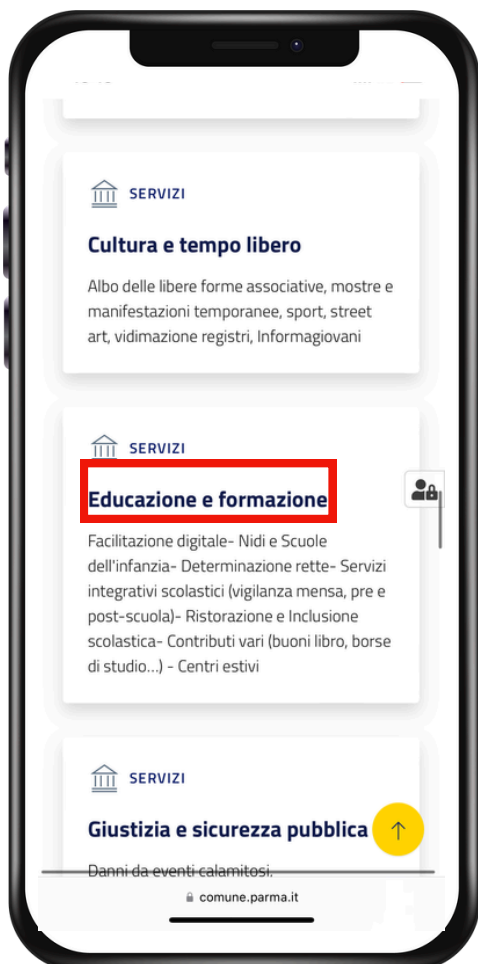 SERVIZI
Cultura e tempo libero
Albo delle libere forme associative, mostre e
manifestazioni temporanee, sport, street
art, vidimazione registri, Informagiovani
SERVIZI
Educazione e formazione
Facilitazione digitale- Nidi e Scuole
dell'infanzia- Determinazione rette- Servizi
integrativi scolastici (vigilanza mensa, pre e
post-scuola)- Ristorazione e Inclusione
scolastica- Contributi vari (buoni libro, borse
di studio...) - Centri estivi
SERVIZI
Giustizia e sicurezza pubblica
Danni da eventi calamitosi,
comune.parma.it